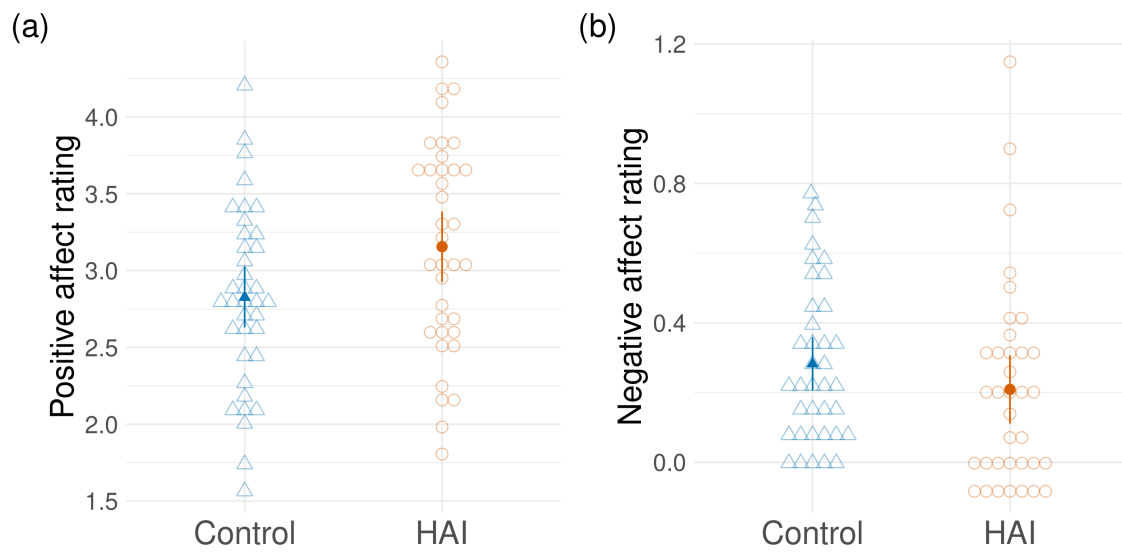 (a)
Positive affect rating
4.0
3.5
3.0
2.5
2.0
1.5
Control HAI
(b)
Negative affect rating
1.2
0.8
0.4
0.0
Control HAI